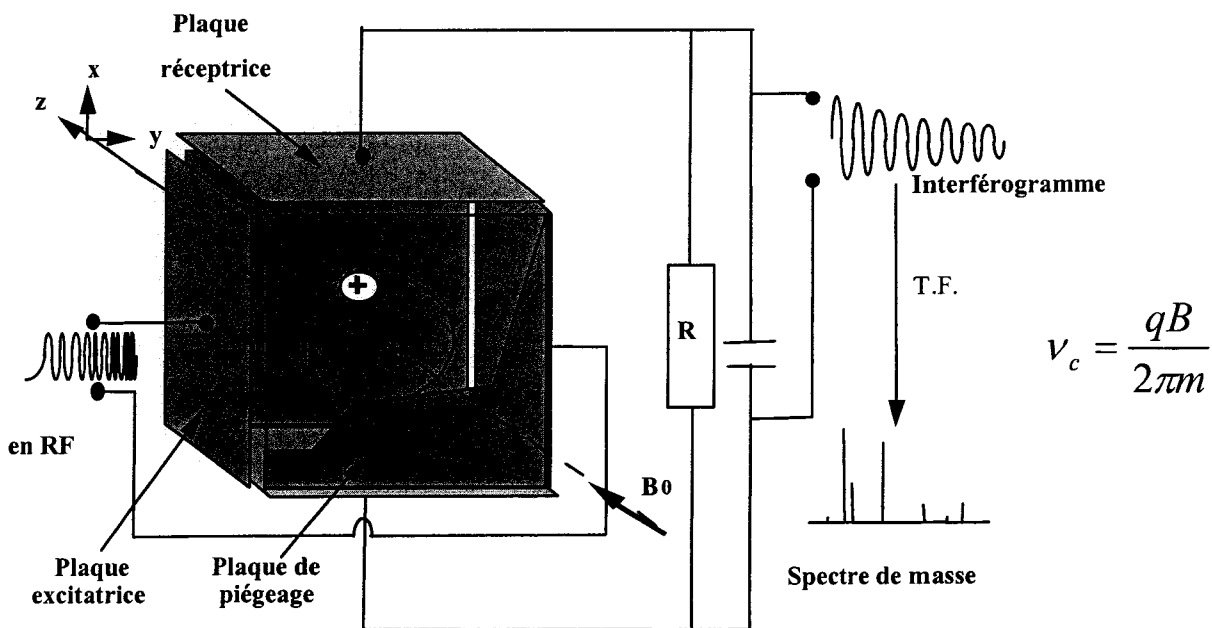 Plaque
réceptrice
x
z
y
+
en RF
Plaque
excitatrice
Plaque de
piégeage
B0
R
Interférogramme
T.F.
ν_c = qB / 2πm
Spectre de masse